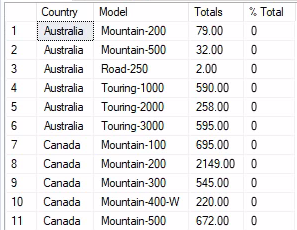 Country Model Totals % Total
1 Australia Mountain-200 79.00 0
2 Australia Mountain-500 32.00 0
3 Australia Road-250 2.00 0
4 Australia Touring-1000 590.00 0
5 Australia Touring-2000 258.00 0
6 Australia Touring-3000 595.00 0
7 Canada Mountain-100 695.00 0
8 Canada Mountain-200 2149.00 0
9 Canada Mountain-300 545.00 0
10 Canada Mountain-400-W 220.00 0
11 Canada Mountain-500 672.00 0